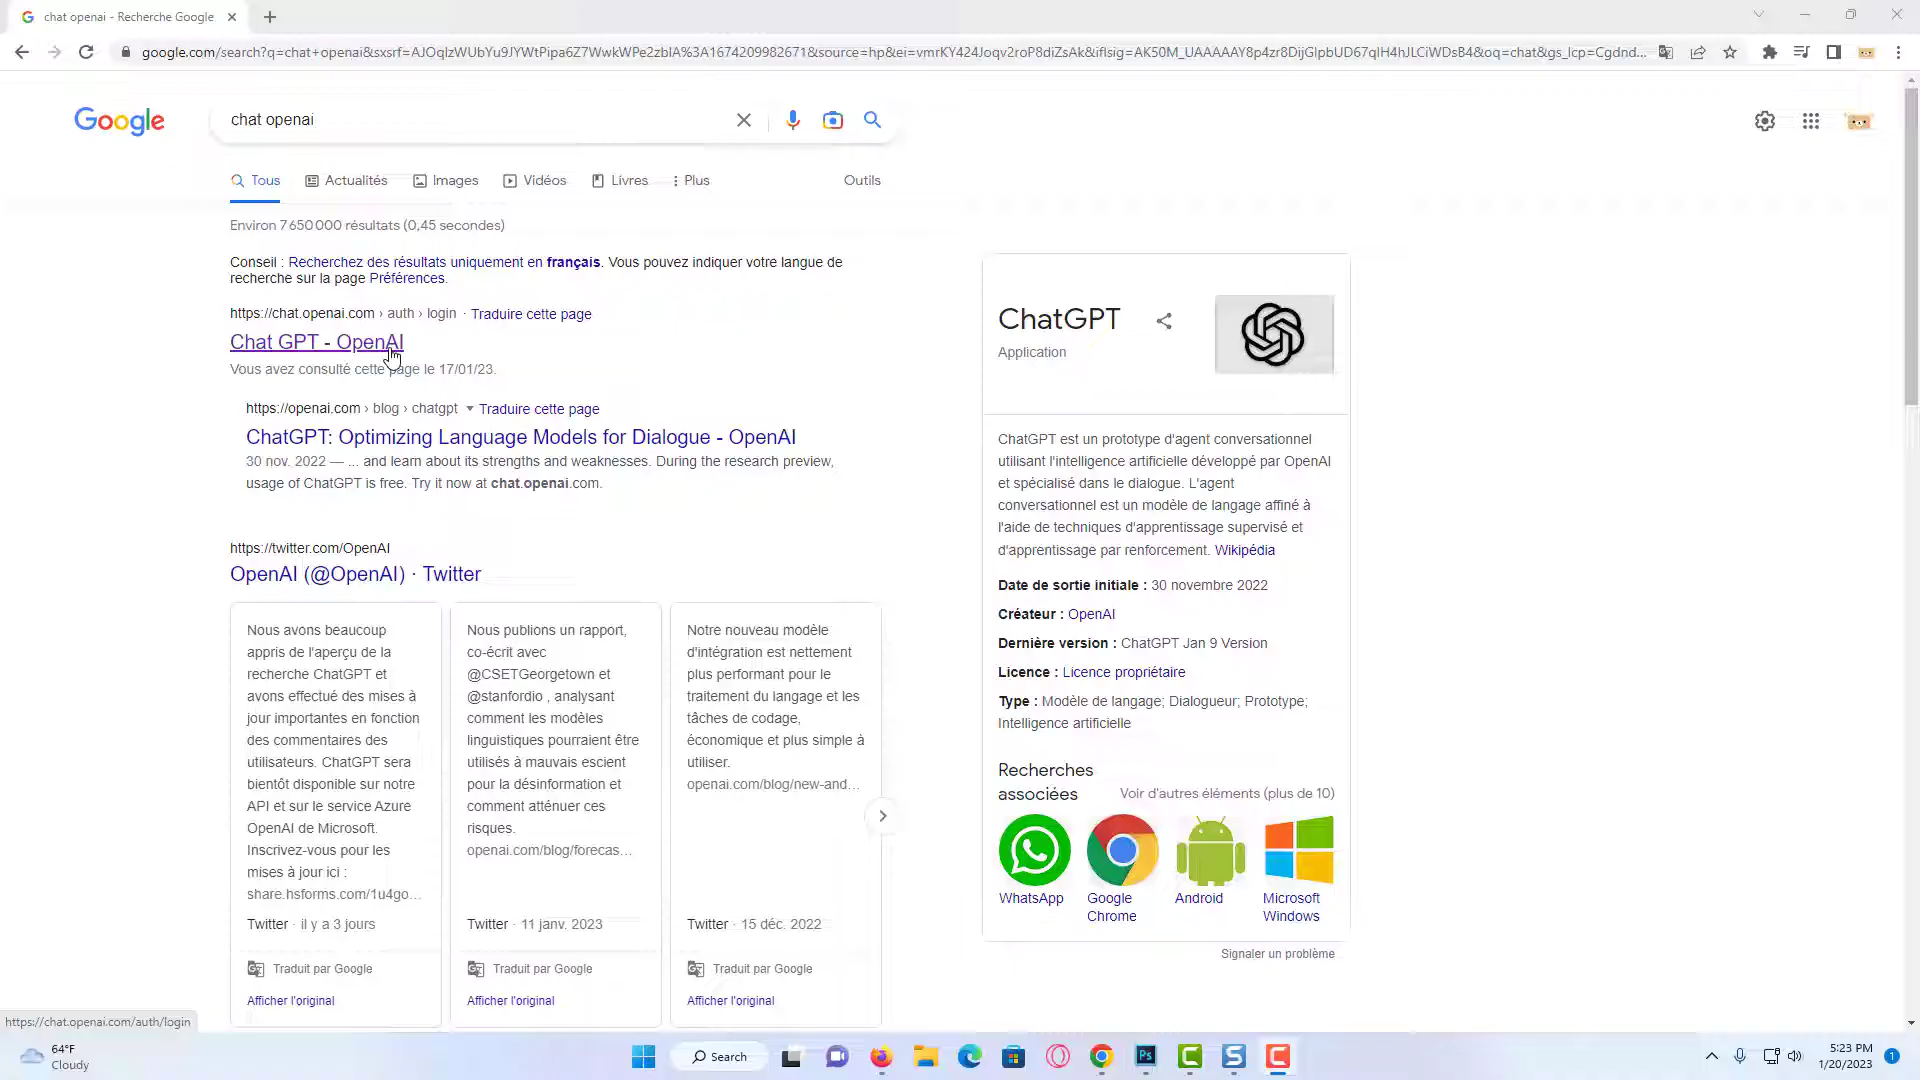 chat openai - Recherche Google
google.com/search?q=chat+openai&sxsrf=AJOqlzWUbYu9JYWtPipa6Z7WwkWPe2zbIA%3A1674209982671&source=hp&ei=vmrKY424Joqv2roP8diZsAk&iflsig=AK50M_UAAAAAY8p4zr8DijGlpbUD67qlH4hJLCiWDsB4&oq=chat&gs_lcp=Cgdnd...
Google
chat openai
Tous
Actualités
Images
Vidéos
Livres
Plus
Outils
Environ 7 650 000 résultats (0,45 secondes)
Conseil : Recherchez des résultats uniquement en français. Vous pouvez indiquer votre langue de
recherche sur la page Préférences.
https://chat.openai.com › auth › login · Traduire cette page
Chat GPT - OpenAI
Vous avez consulté cette page le 17/01/23.
https://openai.com › blog › chatgpt Traduire cette page
ChatGPT: Optimizing Language Models for Dialogue - OpenAI
30 nov. 2022 — ... and learn about its strengths and weaknesses. During the research preview,
usage of ChatGPT is free. Try it now at chat.openai.com.
https://twitter.com/OpenAI
OpenAI (@OpenAI) · Twitter
Nous avons beaucoup
appris de l'aperçu de la
recherche ChatGPT et
avons effectué des mises à
jour importantes en fonction
des commentaires des
utilisateurs. ChatGPT sera
bientôt disponible sur notre
API et sur le service Azure
OpenAI de Microsoft.
Inscrivez-vous pour les
mises à jour ici :
share.hsforms.com/1u4go...
Twitter · il y a 3 jours
Traduit par Google
Afficher l'original
Nous publions un rapport,
co-écrit avec
@CSETGeorgetown et
@stanfordio , analysant
comment les modèles
linguistiques pourraient être
utilisés à mauvais escient
pour la désinformation et
comment atténuer ces
risques.
openai.com/blog/forecas...
Twitter · 11 janv. 2023
Traduit par Google
Afficher l'original
Notre nouveau modèle
d'intégration est nettement
plus performant pour le
traitement du langage et les
tâches de codage,
économique et plus simple à
utiliser.
openai.com/blog/new-and...
Twitter · 15 déc. 2022
Traduit par Google
Afficher l'original
ChatGPT
Application
ChatGPT est un prototype d'agent conversationnel
utilisant l'intelligence artificielle développé par OpenAI
et spécialisé dans le dialogue. L'agent
conversationnel est un modèle de langage affiné à
l'aide de techniques d'apprentissage supervisé et
d'apprentissage par renforcement. Wikipédia
Date de sortie initiale : 30 novembre 2022
Créateur : OpenAI
Dernière version : ChatGPT Jan 9 Version
Licence : Licence propriétaire
Type : Modèle de langage; Dialogueur; Prototype;
Intelligence artificielle
Recherches
associées
Voir d'autres éléments (plus de 10)
WhatsApp
Google
Chrome
Android
Microsoft
Windows
Signaler un problème
https://chat.openai.com/auth/login
64°F
Cloudy
Search
Ps
5:23 PM
1/20/2023
1